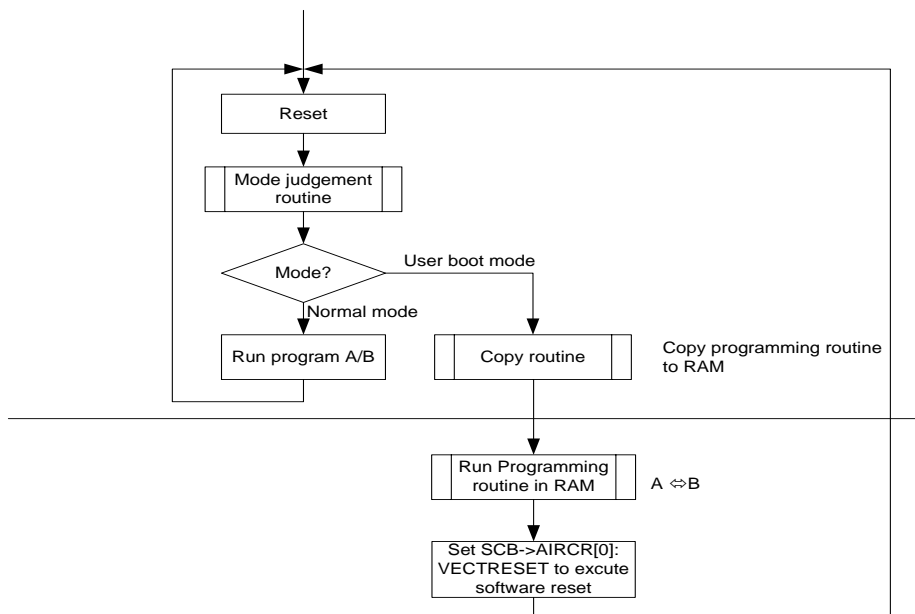 Reset
Mode judgement
routine
Mode?
User boot mode
Normal mode
Run program A/B
Copy routine
Copy programming routine
to RAM
Run Programming
routine in RAM
A ⇔B
Set SCB->AIRCR[0]:
VECTRESET to excute
software reset